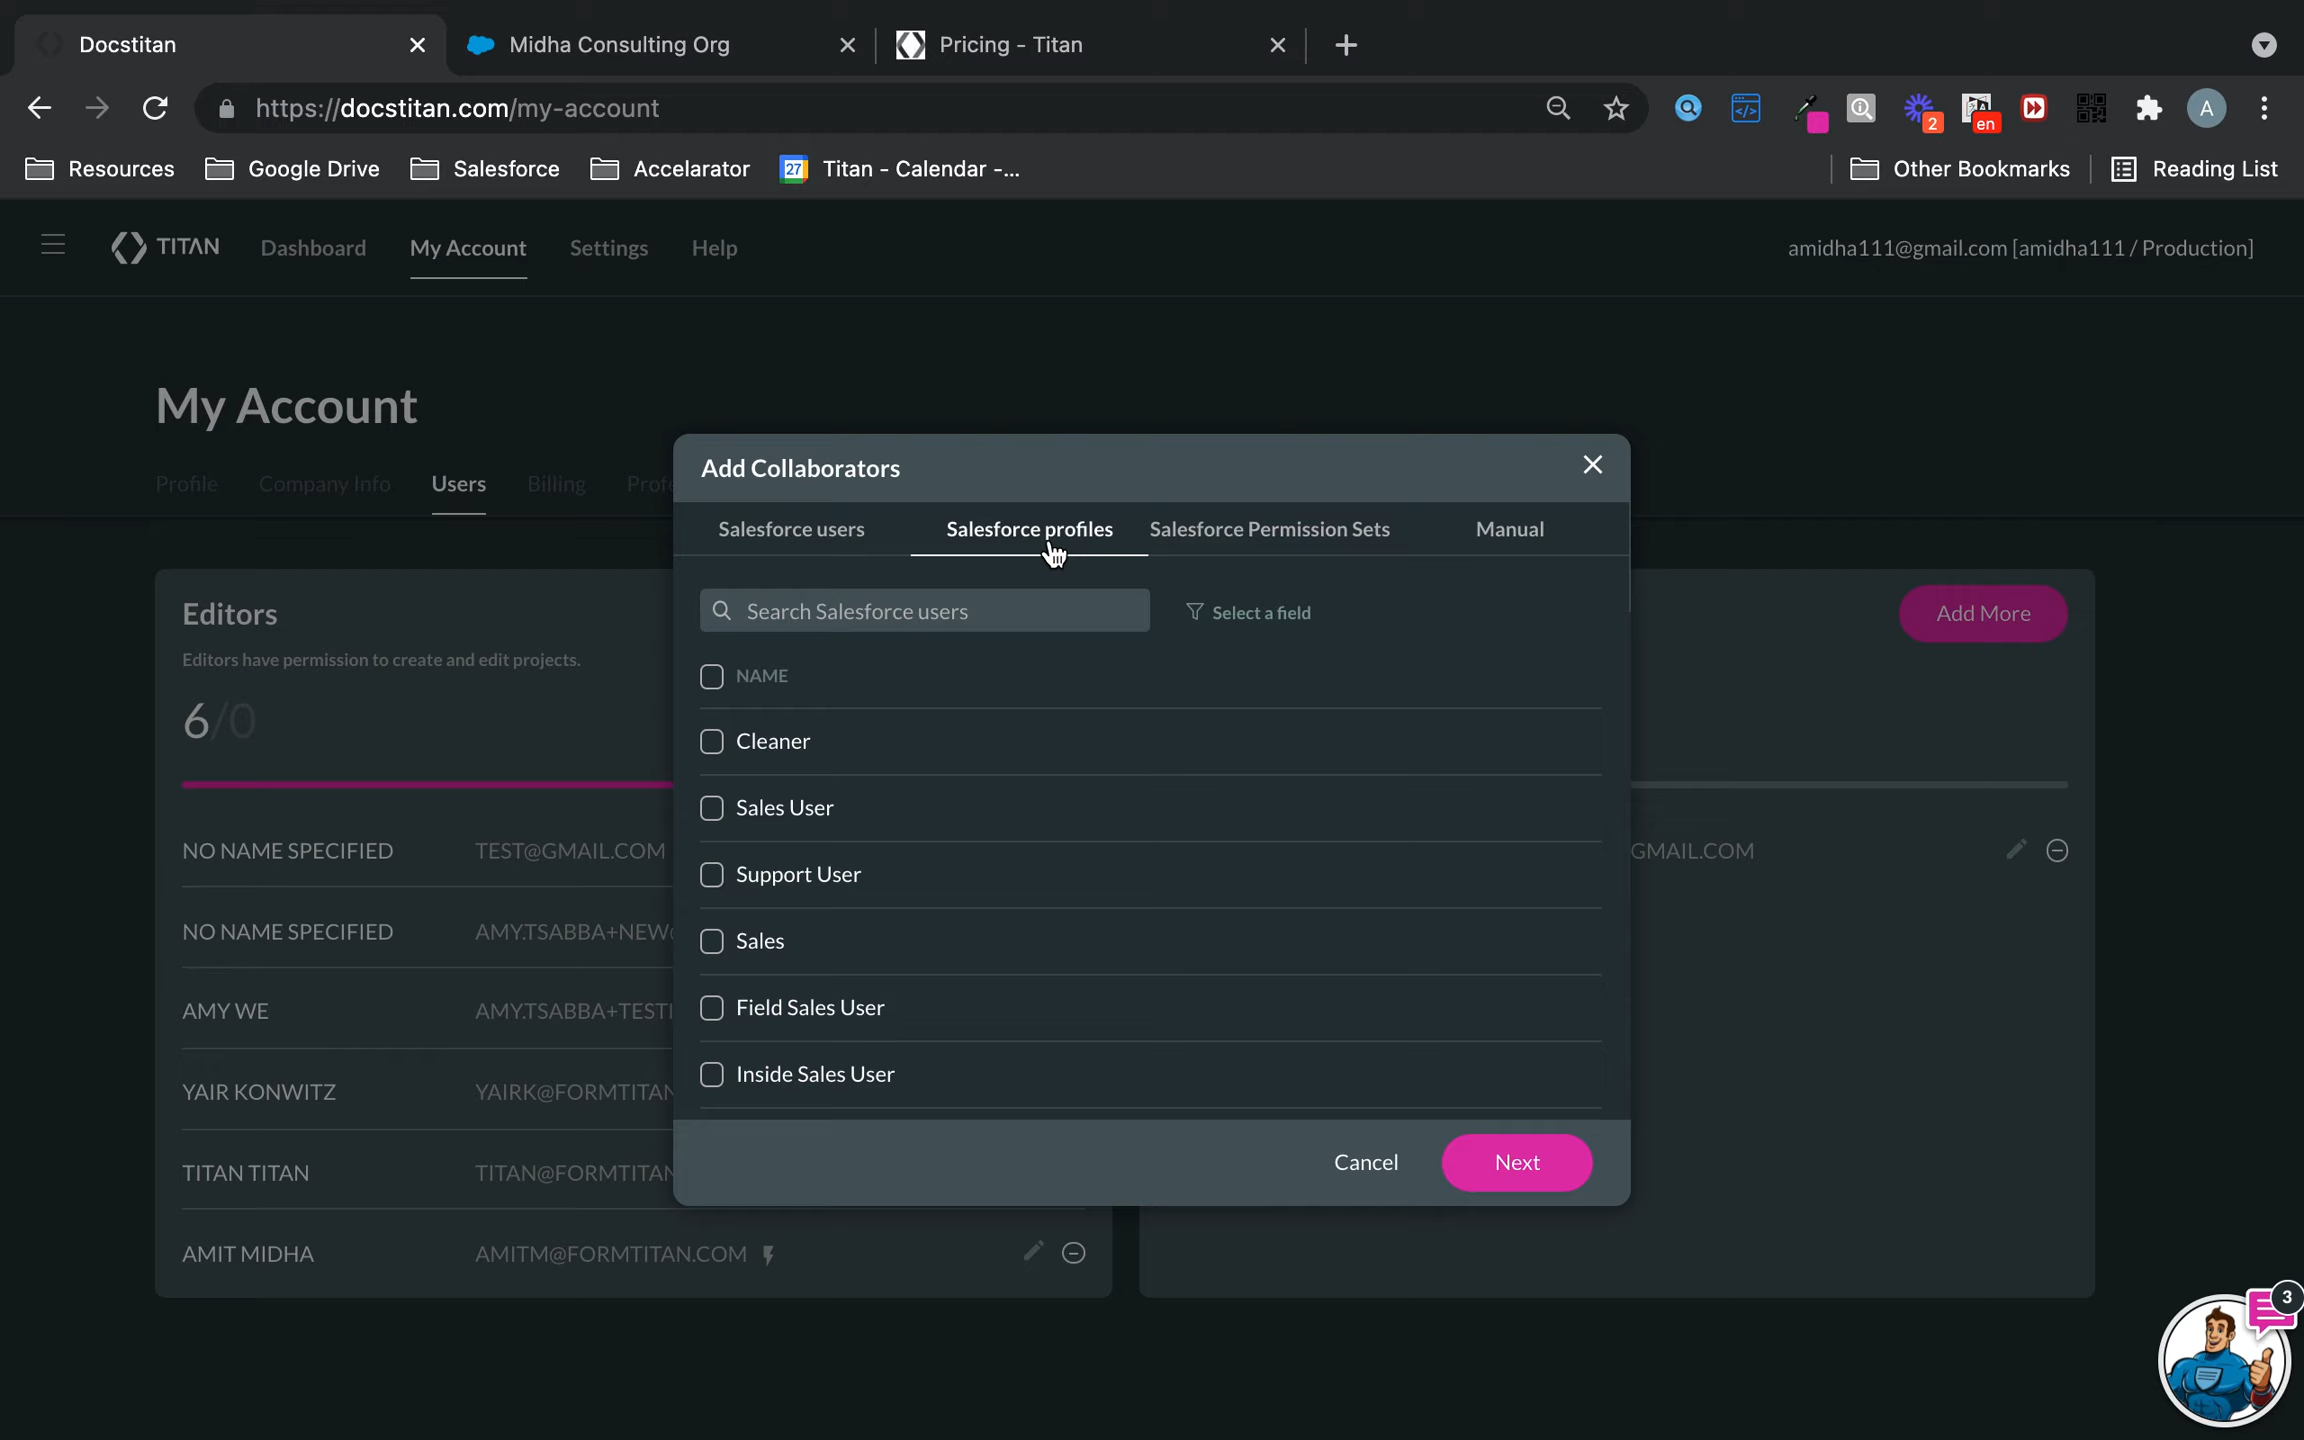 Docstitan
Midha Consulting Org
Pricing - Titan
https://docstitan.com/my-account
2
en
A
Resources
Google Drive
Salesforce
Accelarator
27
Titan - Calendar -...
Other Bookmarks
Reading List
TITAN
Dashboard
My Account
Settings
Help
amidha111@gmail.com [amidha111 / Production]
My Account
Profile
Company Info
Users
Billing
Profe
Add Collaborators
Salesforce users
Salesforce profiles
Salesforce Permission Sets
Manual
Search Salesforce users
Select a field
NAME
Cleaner
Sales User
Support User
Sales
Field Sales User
Inside Sales User
Cancel
Next
Editors
Editors have permission to create and edit projects.
6/0
NO NAME SPECIFIED
TEST@GMAIL.COM
NO NAME SPECIFIED
AMY.TSABBA+NEW
AMY WE
AMY.TSABBA+TEST
YAIR KONWITZ
YAIRK@FORMTITAN
TITAN TITAN
TITAN@FORMTITAN
AMIT MIDHA
AMITM@FORMTITAN.COM
Add More
GMAIL.COM
3